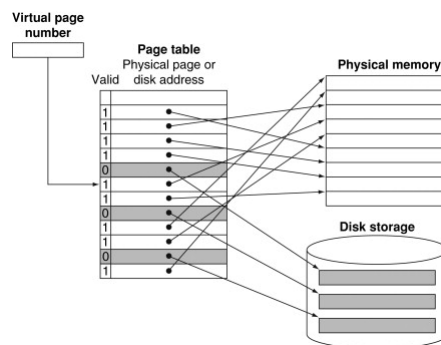 Virtual page
number
Page table
Physical page or
disk address
Valid
Physical memory
1
1
1
1
0
1
1
0
1
1
0
1
Disk storage